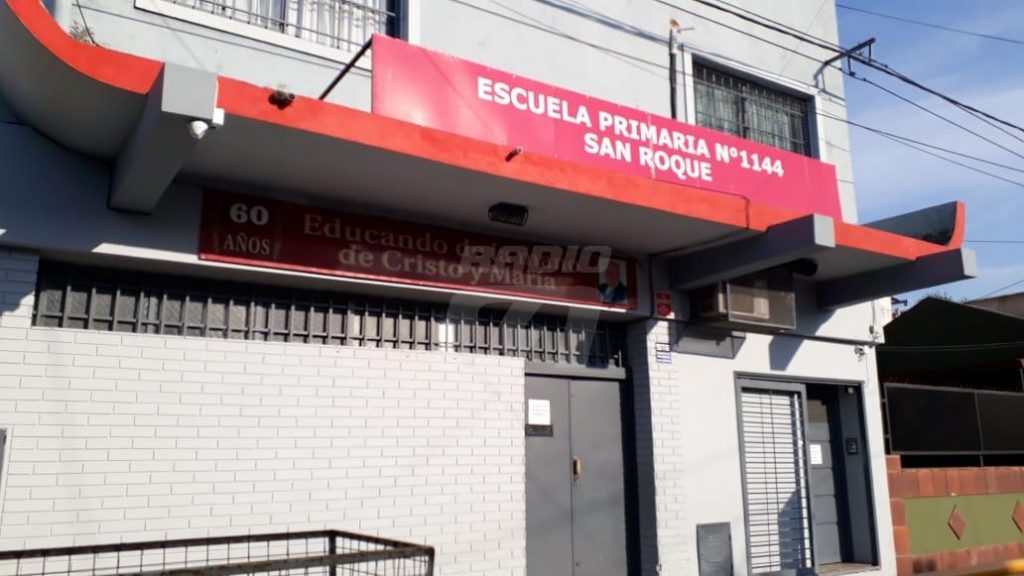 ESCUELA PRIMARIA N°1144
SAN ROQUE
60
AÑOS
Educando
de Cristo y María
RADIO